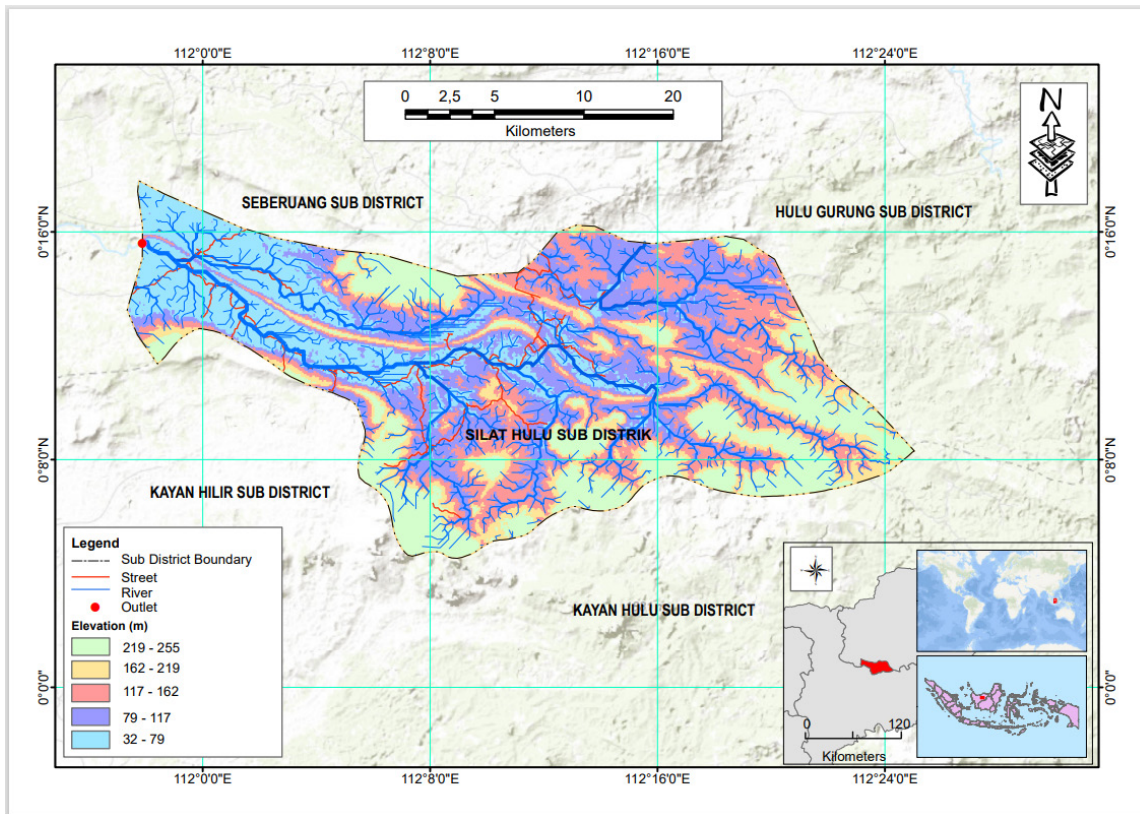 112°0'0"E 112°8'0"E 112°16'0"E 112°24'0"E
0 2,5 5 10 20
Kilometers
N
SEBERUANG SUB DISTRICT
HULU GURUNG SUB DISTRICT
0°16'0"N 0°16'0"N
SILAT HULU SUB DISTRIK
0°8'0"N 0°8'0"N
KAYAN HILIR SUB DISTRICT
KAYAN HULU SUB DISTRICT
Legend
Sub District Boundary
Street
River
Outlet
Elevation (m)
219 - 255
162 - 219
117 - 162
79 - 117
32 - 79
0°0'0" 0°0'0"
0 120
Kilometers
112°0'0"E 112°8'0"E 112°16'0"E 112°24'0"E